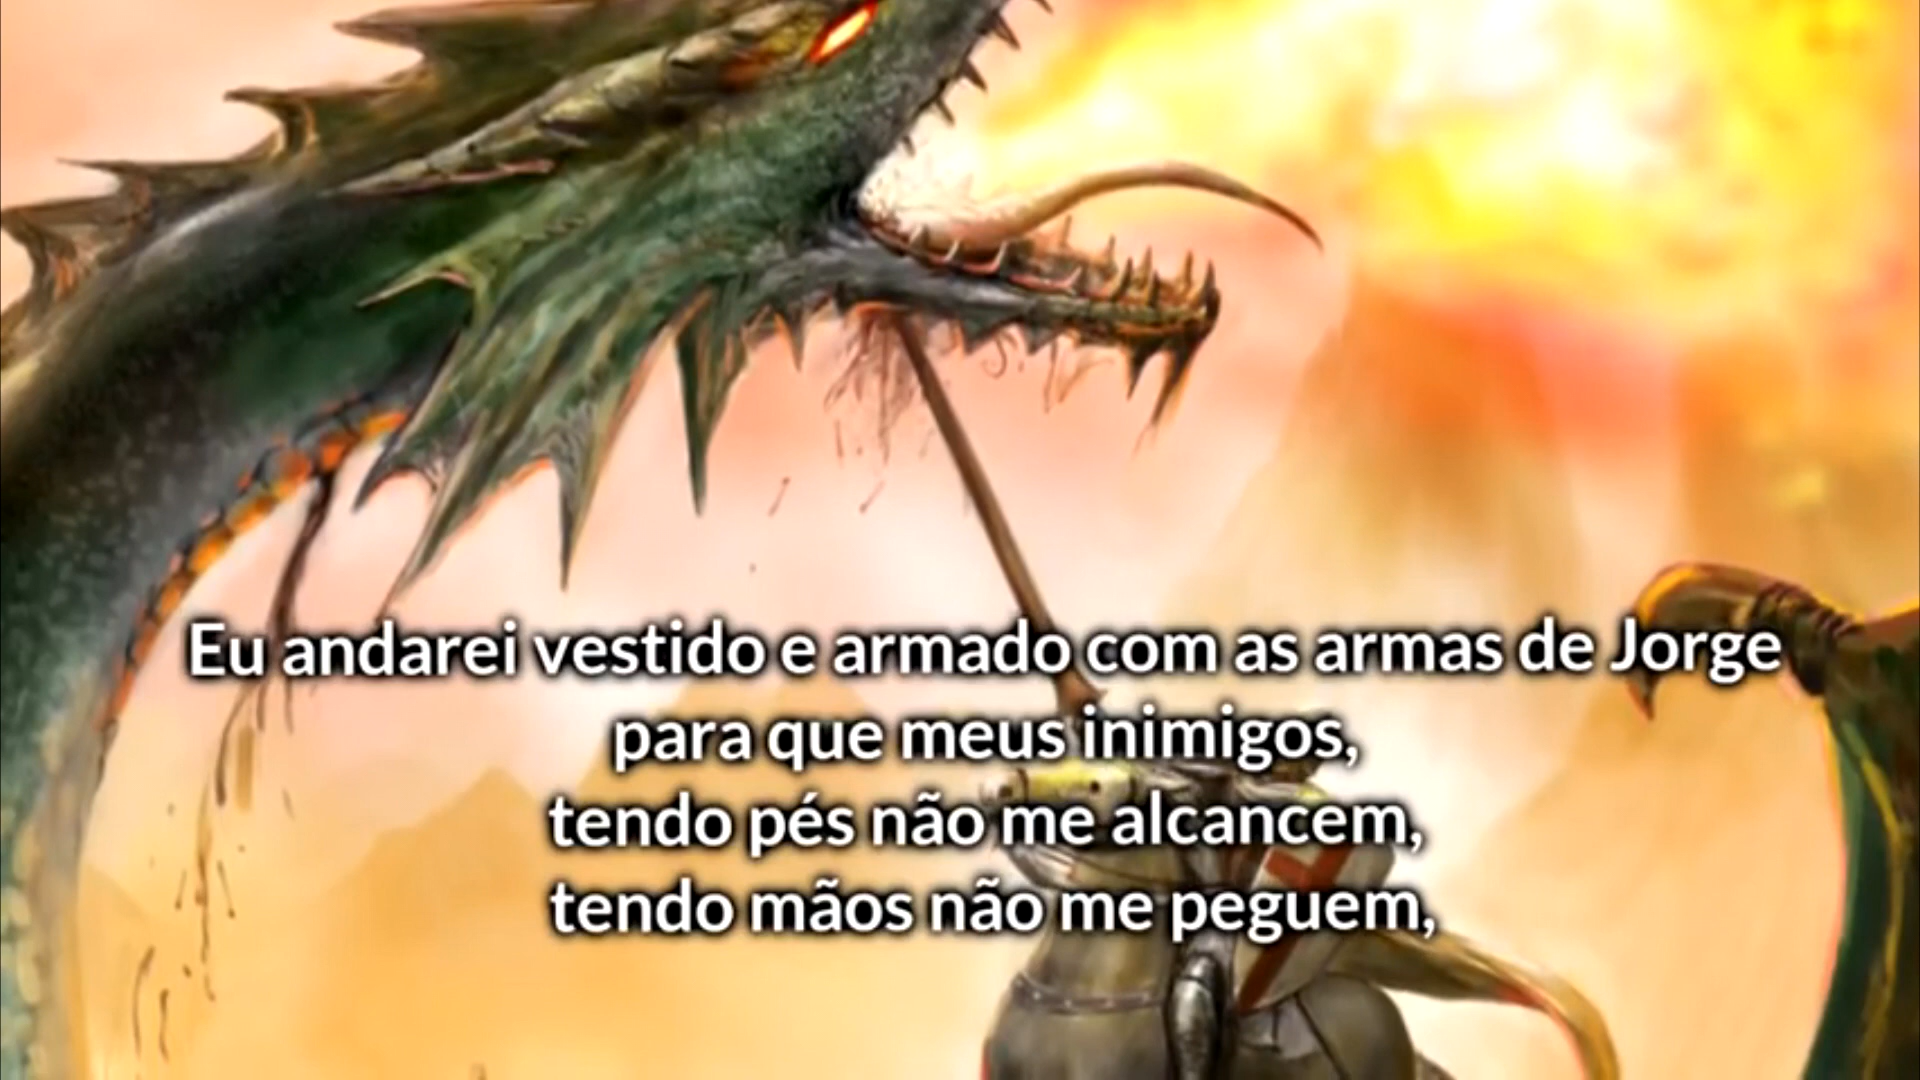 Eu andarei vestido e armado com as armas de Jorge
para que meus inimigos,
tendo pés não me alcancem,
tendo mãos não me peguem,